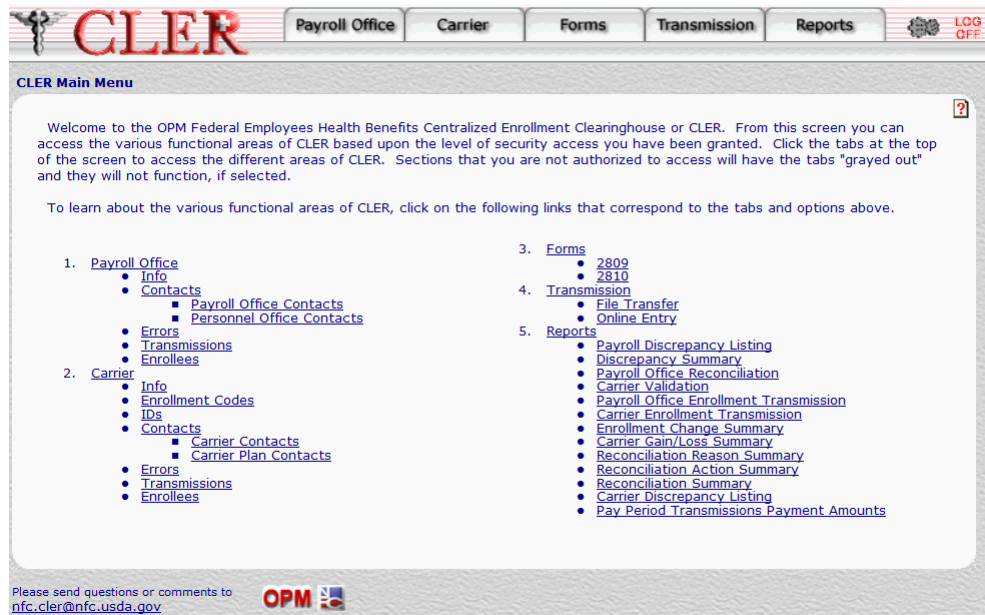 CLER
Payroll Office
Carrier
Forms
Transmission
Reports
LOG
OFF
CLER Main Menu
?
Welcome to the OPM Federal Employees Health Benefits Centralized Enrollment Clearinghouse or CLER. From this screen you can
access the various functional areas of CLER based upon the level of security access you have been granted. Click the tabs at the top
of the screen to access the different areas of CLER. Sections that you are not authorized to access will have the tabs "grayed out"
and they will not function, if selected.
To learn about the various functional areas of CLER, click on the following links that correspond to the tabs and options above.
1. Payroll Office
• Info
• Contacts
▪ Payroll Office Contacts
▪ Personnel Office Contacts
• Errors
• Transmissions
• Enrollees
2. Carrier
• Info
• Enrollment Codes
• IDs
• Contacts
▪ Carrier Contacts
▪ Carrier Plan Contacts
• Errors
• Transmissions
• Enrollees
3. Forms
• 2809
• 2810
4. Transmission
• File Transfer
• Online Entry
5. Reports
• Payroll Discrepancy Listing
• Discrepancy Summary
• Payroll Office Reconciliation
• Carrier Validation
• Payroll Office Enrollment Transmission
• Carrier Enrollment Transmission
• Enrollment Change Summary
• Carrier Gain/Loss Summary
• Reconciliation Reason Summary
• Reconciliation Action Summary
• Reconciliation Summary
• Carrier Discrepancy Listing
• Pay Period Transmissions Payment Amounts
Please send questions or comments to
nfc.cler@nfc.usda.gov
OPM